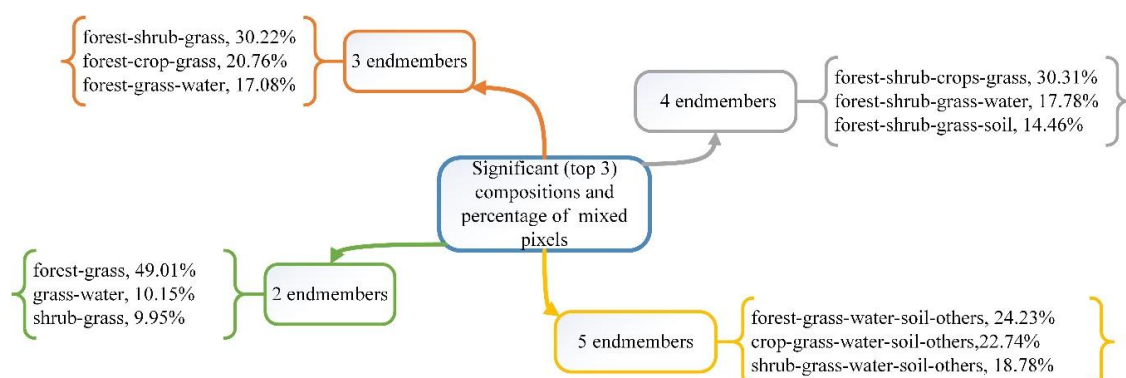 forest-shrub-grass, 30.22%
forest-crop-grass, 20.76%
forest-grass-water, 17.08%
3 endmembers
4 endmembers
forest-shrub-crops-grass, 30.31%
forest-shrub-grass-water, 17.78%
forest-shrub-grass-soil, 14.46%
Significant (top 3)
compositions and
percentage of mixed
pixels
forest-grass, 49.01%
grass-water, 10.15%
shrub-grass, 9.95%
2 endmembers
5 endmembers
forest-grass-water-soil-others, 24.23%
crop-grass-water-soil-others,22.74%
shrub-grass-water-soil-others, 18.78%